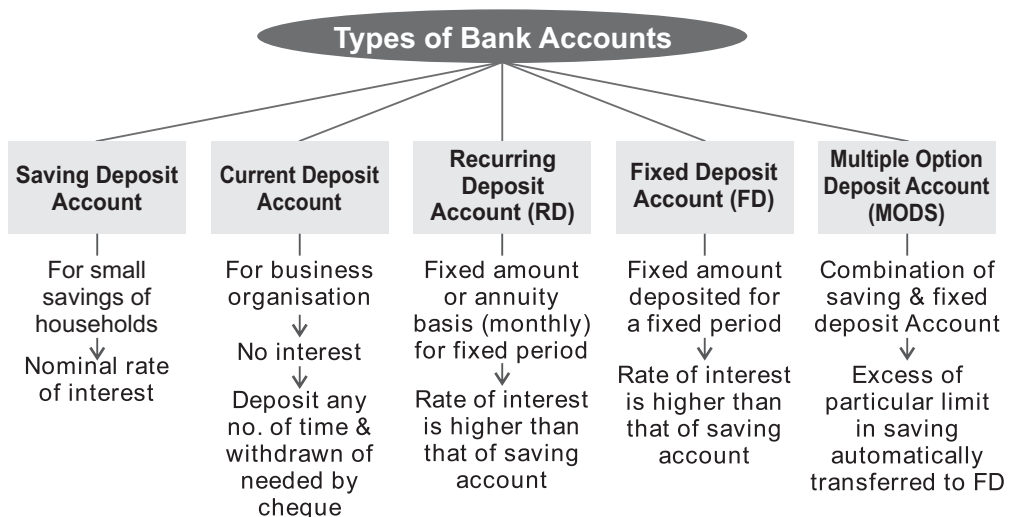 Types of Bank Accounts
Saving Deposit
Account
For small
savings of
households
Nominal rate
of interest
Current Deposit
Account
For business
organisation
No interest
Deposit any
no. of time &
withdrawn of
needed by
cheque
Recurring
Deposit
Account (RD)
Fixed amount
or annuity
basis (monthly)
for fixed period
Rate of interest
is higher than
that of saving
account
Fixed Deposit
Account (FD)
Fixed amount
deposited for
a fixed period
Rate of interest
is higher than
that of saving
account
Multiple Option
Deposit Account
(MODS)
Combination of
saving & fixed
deposit Account
Excess of
particular limit
in saving
automatically
transferred to FD